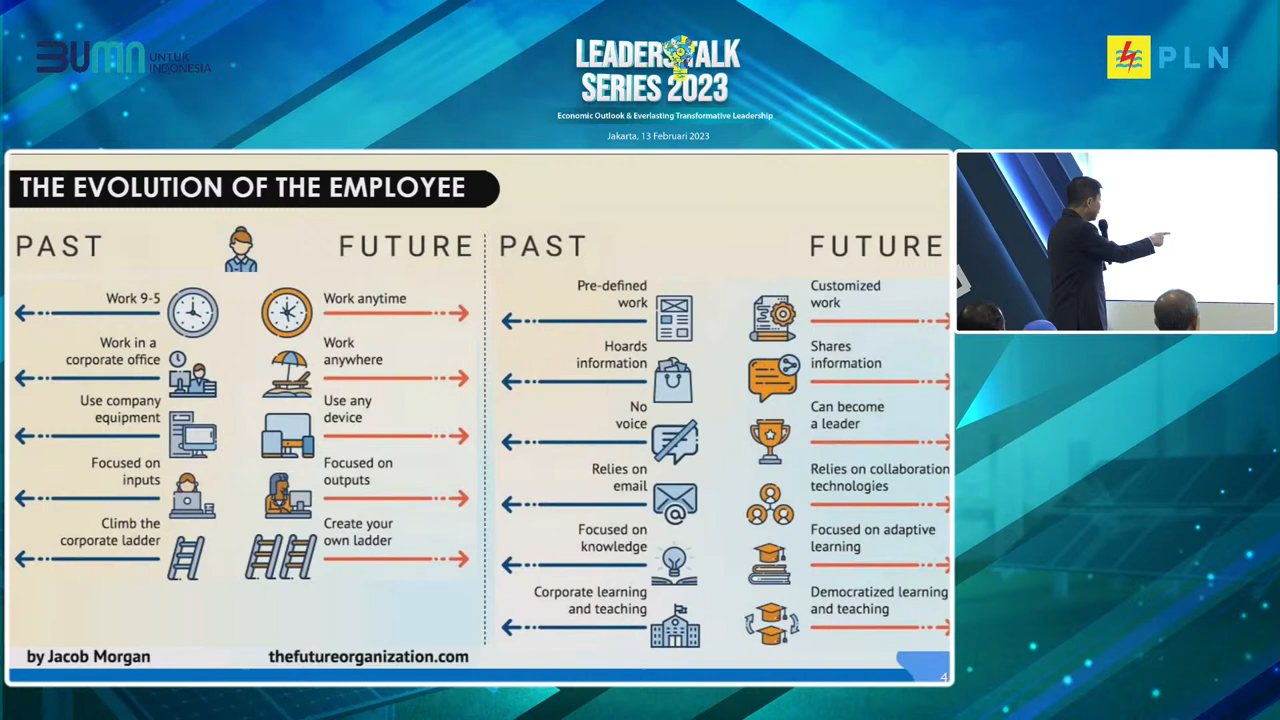 BUMN UNTUK
INDONESIA
LEADERS TALK
SERIES 2023
Economic Outlook & Everlasting Transformative Leadership
Jakarta, 13 Februari 2023
PLN
THE EVOLUTION OF THE EMPLOYEE
PAST
FUTURE
Work 9-5
Work anytime
Work in a
corporate office
Work
anywhere
Use company
equipment
Use any
device
Focused on
inputs
Focused on
outputs
Climb the
corporate ladder
Create your
own ladder
PAST
FUTURE
Pre-defined
work
Customized
work
Hoards
information
Shares
information
No
voice
Can become
a leader
Relies on
email
Relies on collaboration
technologies
Focused on
knowledge
Focused on adaptive
learning
Corporate learning
and teaching
Democratized learning
and teaching
by Jacob Morgan
thefutureorganization.com
4